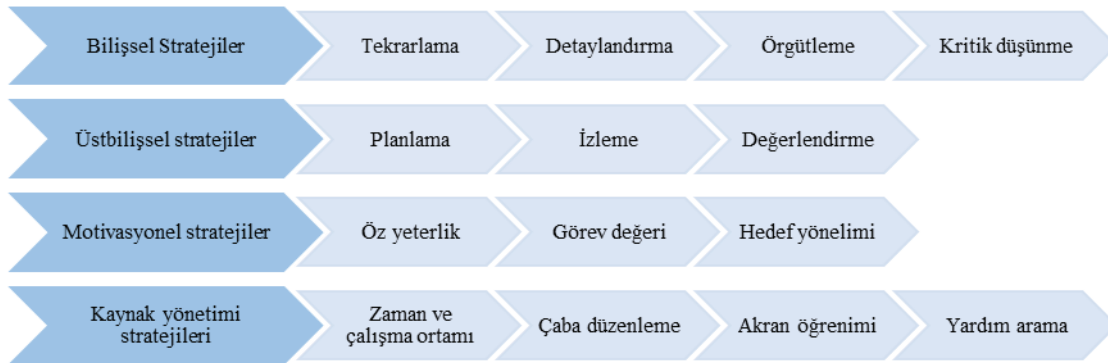 Bilişsel Stratejiler
Tekrarlama
Detaylandırma
Örgütleme
Kritik düşünme
Üstbilişsel stratejiler
Planlama
İzleme
Değerlendirme
Motivasyonel stratejiler
Öz yeterlik
Görev değeri
Hedef yönelimi
Kaynak yönetimi
stratejileri
Zaman ve
çalışma ortamı
Çaba düzenleme
Akran öğrenimi
Yardım arama